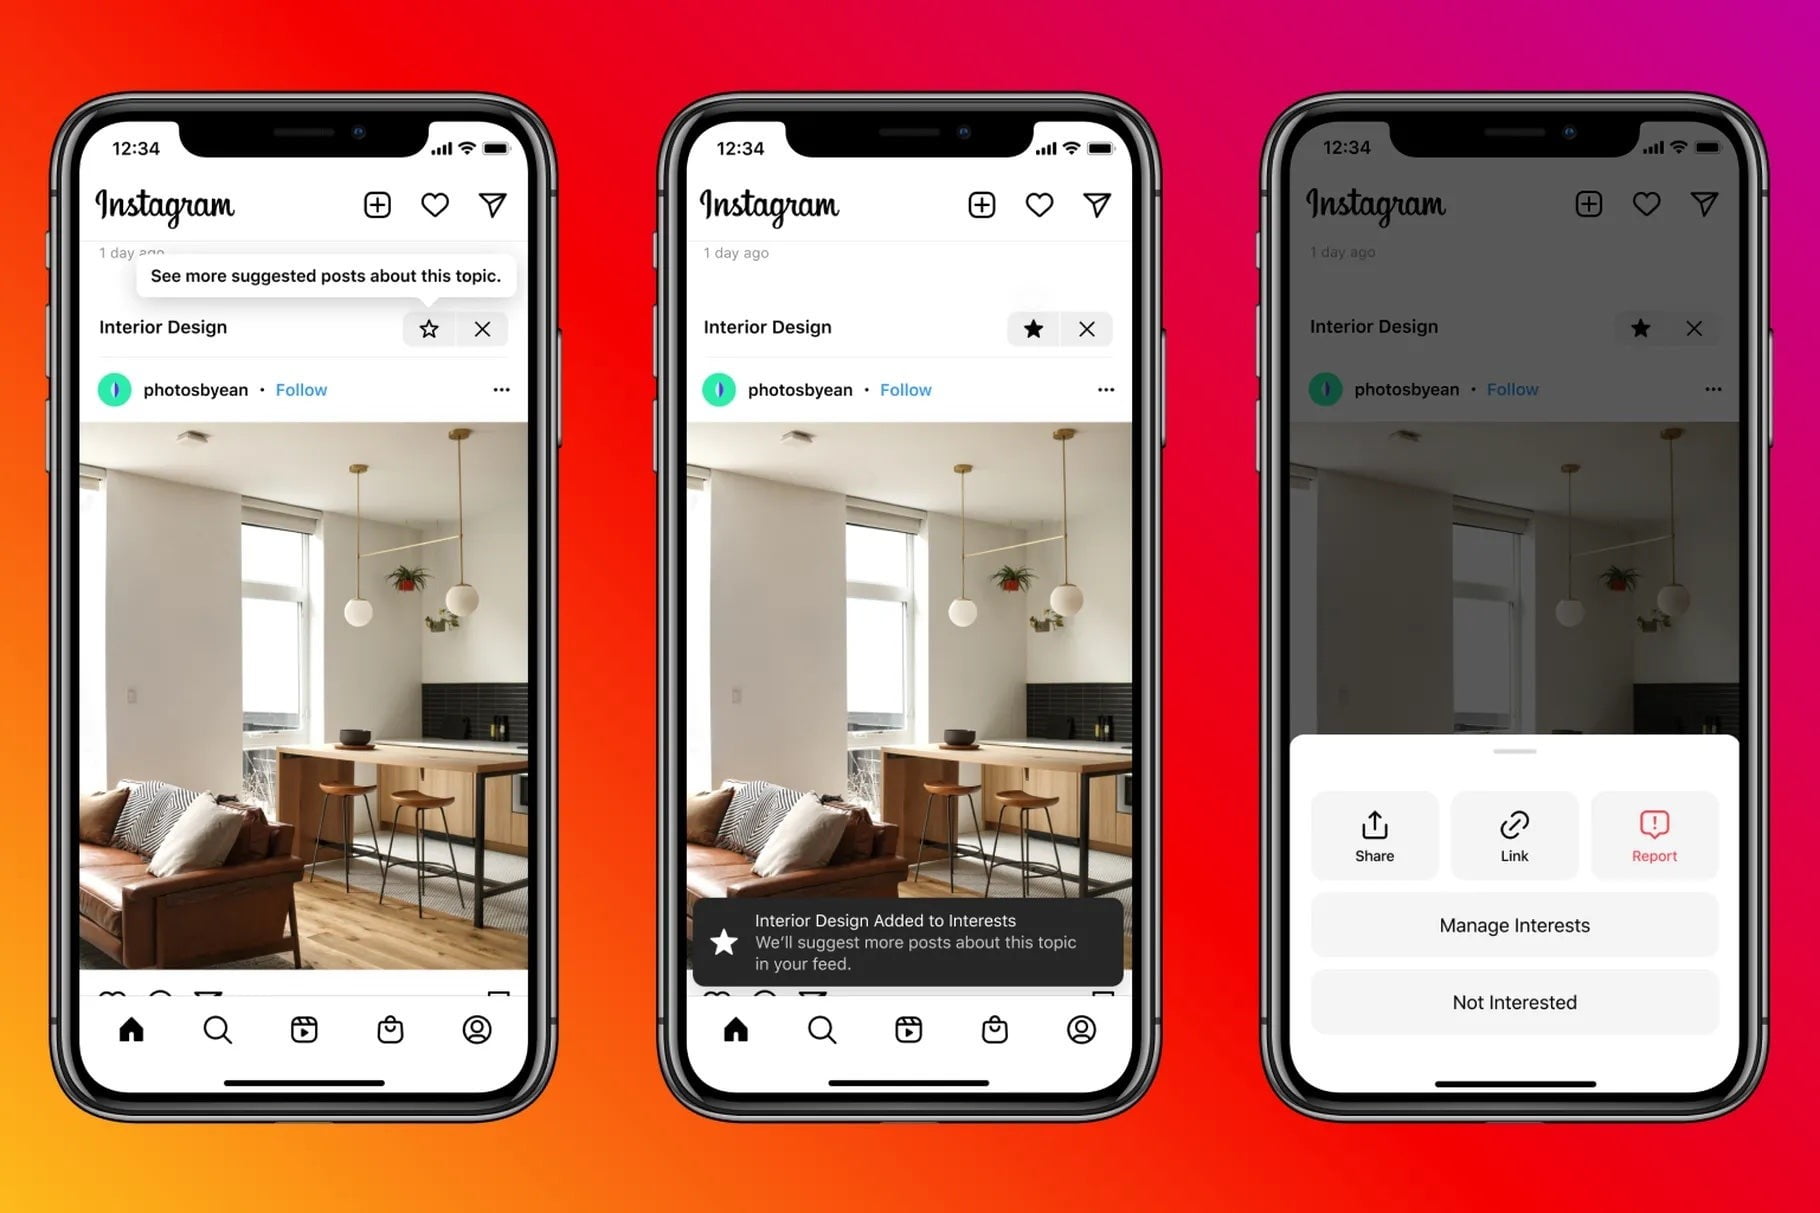 12:34
Instagram
1 day ago
See more suggested posts about this topic.
Interior Design
photosbyean • Follow
12:34
Instagram
1 day ago
Interior Design
photosbyean • Follow
Interior Design Added to Interests
We'll suggest more posts about this topic
in your feed.
12:34
Instagram
1 day ago
Interior Design
photosbyean • Follow
Share
Link
Report
Manage Interests
Not Interested